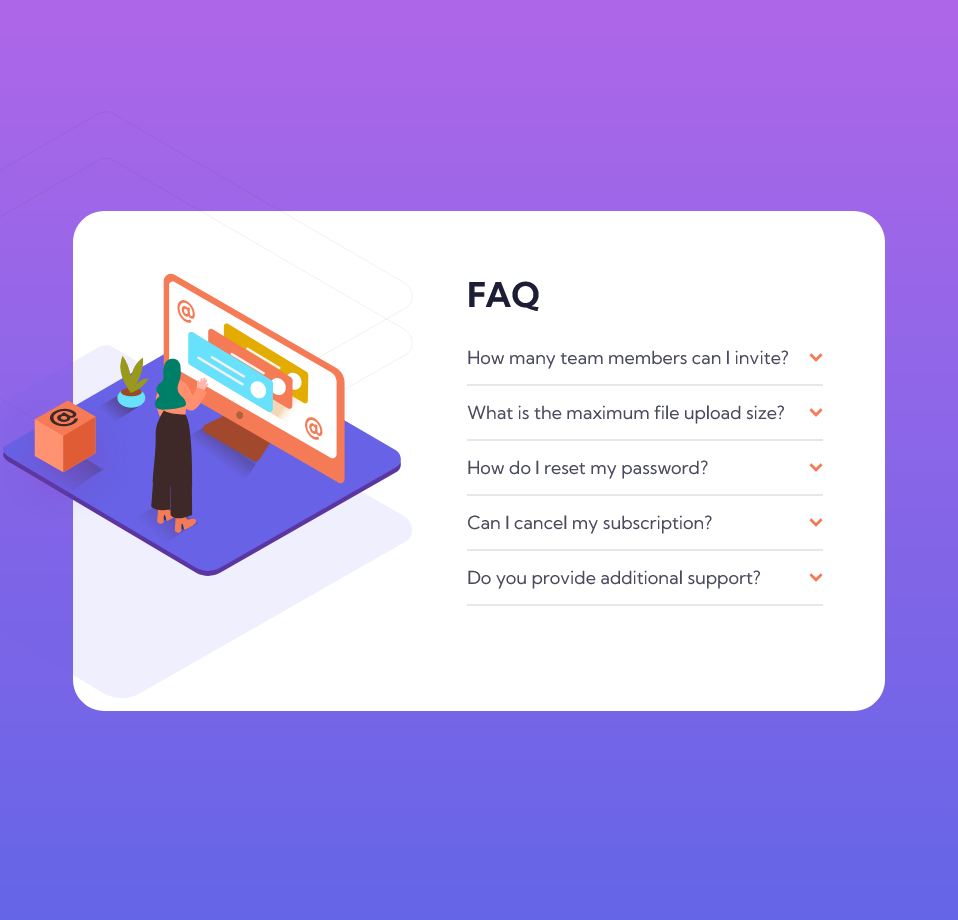 FAQ
How many team members can I invite?
What is the maximum file upload size?
How do I reset my password?
Can I cancel my subscription?
Do you provide additional support?
@
@
@